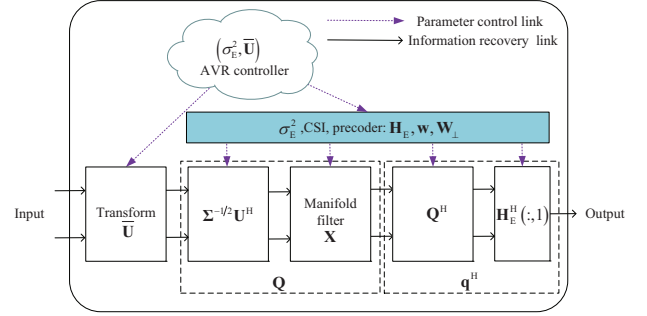 Parameter control link
Information recovery link
(σ_E^2, U̅)
AVR controller
σ_E^2 ,CSI, precoder: H_E, w, W_⊥
Input
Transform
U̅
Σ^{-1/2} U^H
Manifold
filter
X
Q^H
H_E^H (:,1)
Output
Q
q^H